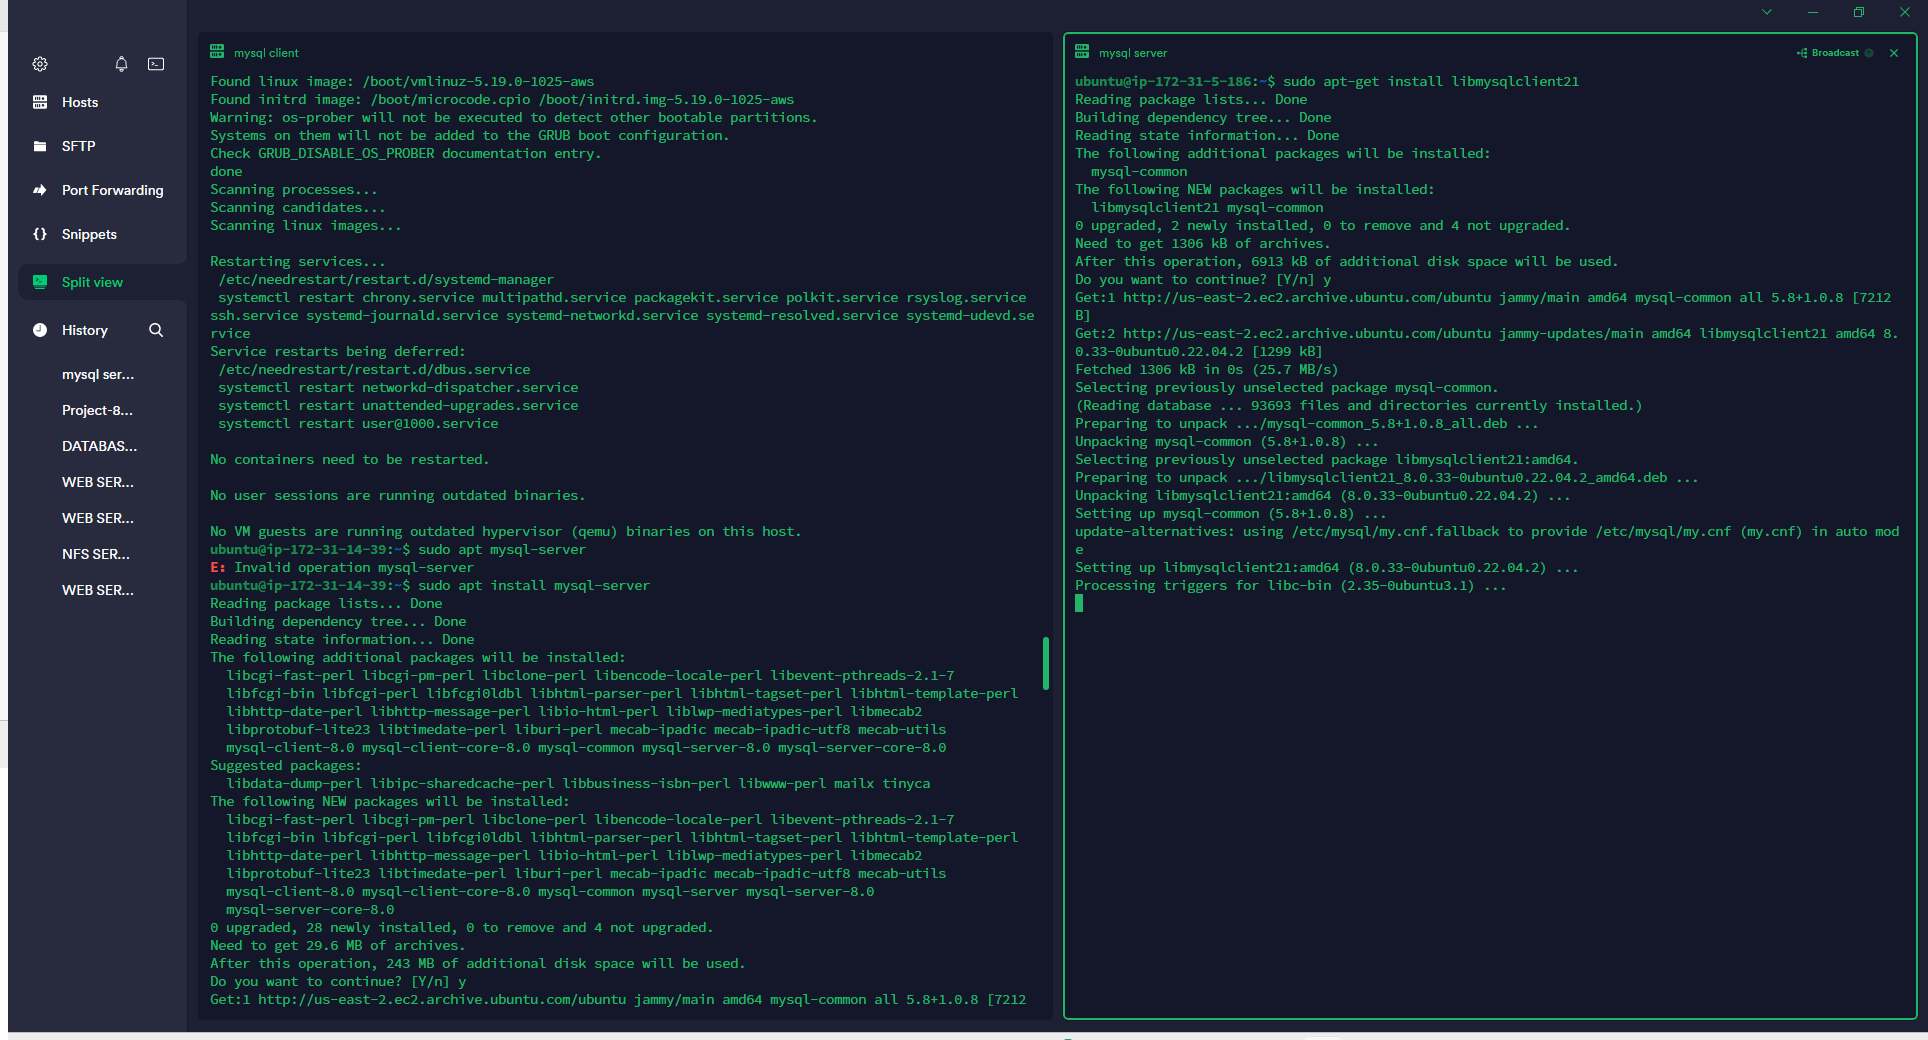 Hosts
SFTP
Port Forwarding
{} Snippets
Split view
History
mysql ser...
Project-8...
DATABAS...
WEB SER...
WEB SER...
NFS SER...
WEB SER...
mysql client
Found linux image: /boot/vmlinuz-5.19.0-1025-aws
Found initrd image: /boot/microcode.cpio /boot/initrd.img-5.19.0-1025-aws
Warning: os-prober will not be executed to detect other bootable partitions.
Systems on them will not be added to the GRUB boot configuration.
Check GRUB_DISABLE_OS_PROBER documentation entry.
done
Scanning processes...
Scanning candidates...
Scanning linux images...
Restarting services...
/etc/needrestart/restart.d/systemd-manager
systemctl restart chrony.service multipathd.service packagekit.service polkit.service rsyslog.service
ssh.service systemd-journald.service systemd-networkd.service systemd-resolved.service systemd-udevd.se
rvice
Service restarts being deferred:
/etc/needrestart/restart.d/dbus.service
systemctl restart networkd-dispatcher.service
systemctl restart unattended-upgrades.service
systemctl restart user@1000.service
No containers need to be restarted.
No user sessions are running outdated binaries.
No VM guests are running outdated hypervisor (qemu) binaries on this host.
ubuntu@ip-172-31-14-39:~$ sudo apt mysql-server
E: Invalid operation mysql-server
ubuntu@ip-172-31-14-39:~$ sudo apt install mysql-server
Reading package lists... Done
Building dependency tree... Done
Reading state information... Done
The following additional packages will be installed:
libcgi-fast-perl libcgi-pm-perl libclone-perl libencode-locale-perl libevent-pthreads-2.1-7
libfcgi-bin libfcgi-perl libfcgi0ldbl libhtml-parser-perl libhtml-tagset-perl libhtml-template-perl
libhttp-date-perl libhttp-message-perl libio-html-perl liblwp-mediatypes-perl libmecab2
libprotobuf-lite23 libtimedate-perl liburi-perl mecab-ipadic mecab-ipadic-utf8 mecab-utils
mysql-client-8.0 mysql-client-core-8.0 mysql-common mysql-server-8.0 mysql-server-core-8.0
Suggested packages:
libdata-dump-perl libipc-sharedcache-perl libbusiness-isbn-perl libwww-perl mailx tinyca
The following NEW packages will be installed:
libcgi-fast-perl libcgi-pm-perl libclone-perl libencode-locale-perl libevent-pthreads-2.1-7
libfcgi-bin libfcgi-perl libfcgi0ldbl libhtml-parser-perl libhtml-tagset-perl libhtml-template-perl
libhttp-date-perl libhttp-message-perl libio-html-perl liblwp-mediatypes-perl libmecab2
libprotobuf-lite23 libtimedate-perl liburi-perl mecab-ipadic mecab-ipadic-utf8 mecab-utils
mysql-client-8.0 mysql-client-core-8.0 mysql-common mysql-server mysql-server-8.0
mysql-server-core-8.0
0 upgraded, 28 newly installed, 0 to remove and 4 not upgraded.
Need to get 29.6 MB of archives.
After this operation, 243 MB of additional disk space will be used.
Do you want to continue? [Y/n] y
Get:1 http://us-east-2.ec2.archive.ubuntu.com/ubuntu jammy/main amd64 mysql-common all 5.8+1.0.8 [7212
mysql server
Broadcast
ubuntu@ip-172-31-5-186:~$ sudo apt-get install libmysqlclient21
Reading package lists... Done
Building dependency tree... Done
Reading state information... Done
The following additional packages will be installed:
mysql-common
The following NEW packages will be installed:
libmysqlclient21 mysql-common
0 upgraded, 2 newly installed, 0 to remove and 4 not upgraded.
Need to get 1306 kB of archives.
After this operation, 6913 kB of additional disk space will be used.
Do you want to continue? [Y/n] y
Get:1 http://us-east-2.ec2.archive.ubuntu.com/ubuntu jammy/main amd64 mysql-common all 5.8+1.0.8 [7212
B]
Get:2 http://us-east-2.ec2.archive.ubuntu.com/ubuntu jammy-updates/main amd64 libmysqlclient21 amd64 8.
0.33-0ubuntu0.22.04.2 [1299 kB]
Fetched 1306 kB in 0s (25.7 MB/s)
Selecting previously unselected package mysql-common.
(Reading database ... 93693 files and directories currently installed.)
Preparing to unpack .../mysql-common_5.8+1.0.8_all.deb ...
Unpacking mysql-common (5.8+1.0.8) ...
Selecting previously unselected package libmysqlclient21:amd64.
Preparing to unpack .../libmysqlclient21_8.0.33-0ubuntu0.22.04.2_amd64.deb ...
Unpacking libmysqlclient21:amd64 (8.0.33-0ubuntu0.22.04.2) ...
Setting up mysql-common (5.8+1.0.8) ...
update-alternatives: using /etc/mysql/my.cnf.fallback to provide /etc/mysql/my.cnf (my.cnf) in auto mod
e
Setting up libmysqlclient21:amd64 (8.0.33-0ubuntu0.22.04.2) ...
Processing triggers for libc-bin (2.35-0ubuntu3.1) ...